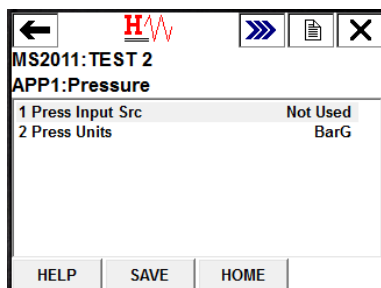 H
MS2011:TEST 2
APP1:Pressure
1 Press Input Src Not Used
2 Press Units BarG
HELP SAVE HOME